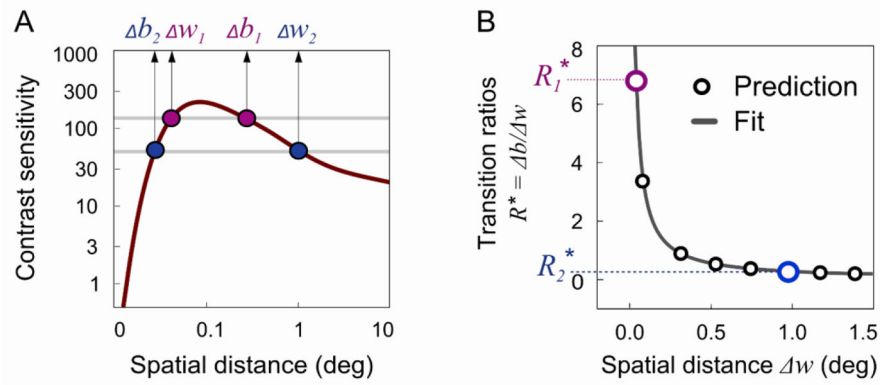 A
Δb2 Δw1 Δb1 Δw2
1000
300
100
30
10
3
1
Contrast sensitivity
0 0.1 1 10
Spatial distance (deg)
B
8
6
4
2
0
Transition ratios
R* = Δb/Δw
R1*
R2*
Prediction
Fit
0.0 0.5 1.0 1.5
Spatial distance Δw (deg)